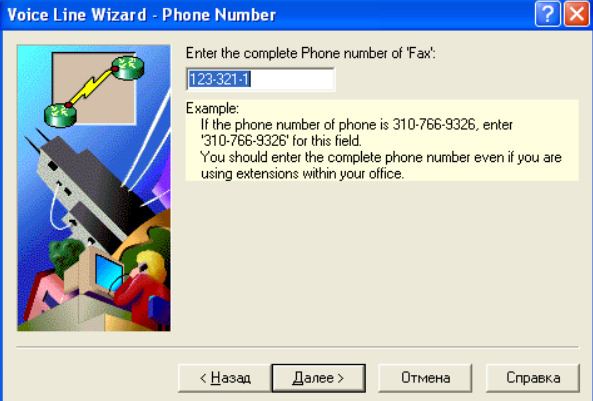 Voice Line Wizard - Phone Number
Enter the complete Phone number of 'Fax':
123-321-1
Example:
If the phone number of phone is 310-766-9326, enter
'310-766-9326' for this field.
You should enter the complete phone number even if you are
using extensions within your office.
< Назад Далее > Отмена Справка